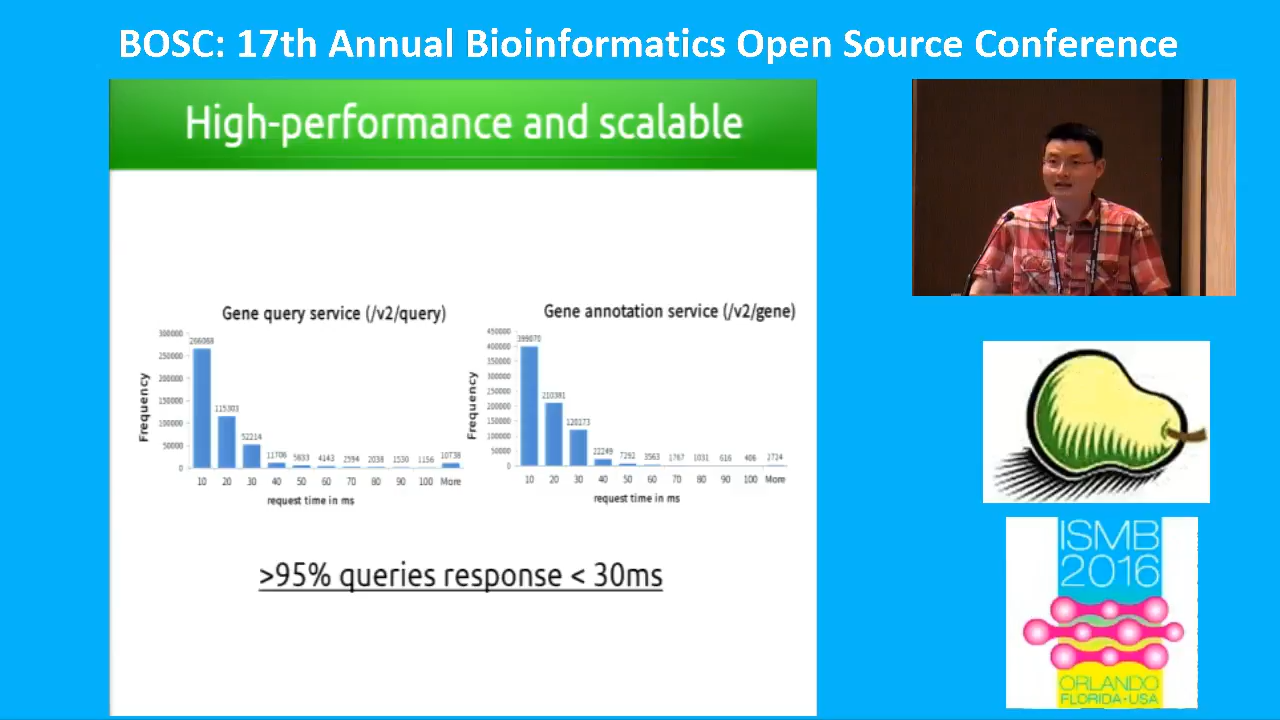 BOSC: 17th Annual Bioinformatics Open Source Conference
High-performance and scalable
Gene query service (/v2/query)
Frequency
300000
250000
200000
150000
100000
50000
0
266068
115303
52214
11706
5833
4143
2594
2038
1530
1156
10738
10 20 30 40 50 60 70 80 90 100 More
request time in ms
Gene annotation service (/v2/gene)
Frequency
450000
400000
350000
300000
250000
200000
150000
100000
50000
0
399070
210381
120173
22249
7292
3563
1767
1031
616
406
2724
10 20 30 40 50 60 70 80 90 100 More
request time in ms
>95% queries response < 30ms
ISMB
2016
ORLANDO
FLORIDA·USA